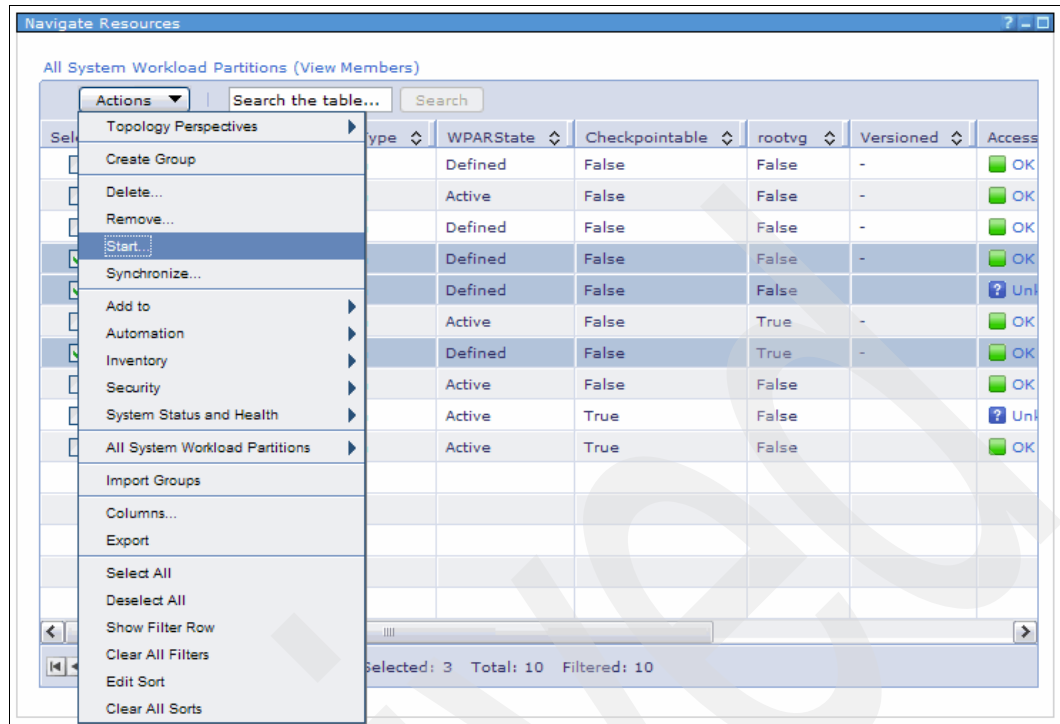 Navigate Resources
All System Workload Partitions (View Members)
Actions Search the table... Search
Topology Perspectives
Create Group
Delete...
Remove...
Start...
Synchronize...
Add to
Automation
Inventory
Security
System Status and Health
All System Workload Partitions
Import Groups
Columns...
Export
Select All
Deselect All
Show Filter Row
Clear All Filters
Edit Sort
Clear All Sorts
WPARState Checkpointable rootvg Versioned Access
Defined False False - OK
Active False False - OK
Defined False False - OK
Defined False False - OK
Defined False False
Active False True - OK
Defined False True - OK
Active False False OK
Active True False
Active True False OK
Selected: 3 Total: 10 Filtered: 10